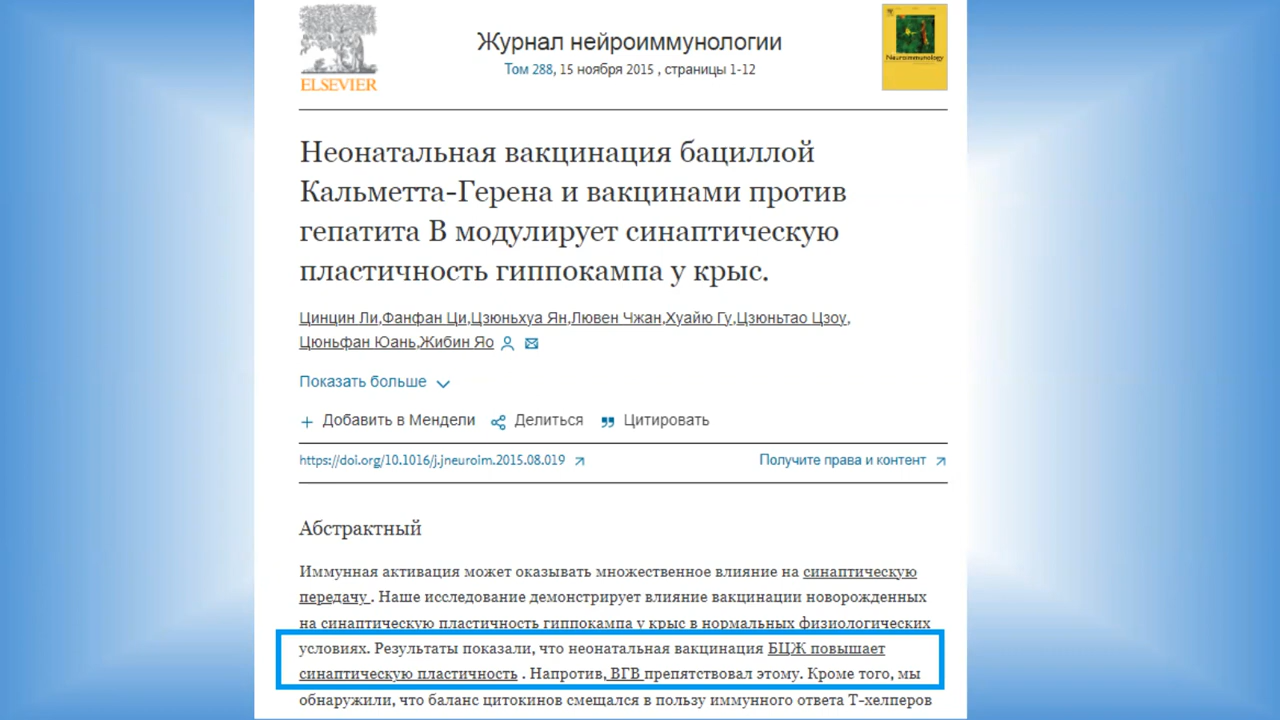 ELSEVIER
Журнал нейроиммунологии
Том 288, 15 ноября 2015 , страницы 1-12
Neuroimmunology
Неонатальная вакцинация бациллой
Кальметта-Герена и вакцинами против
гепатита В модулирует синаптическую
пластичность гиппокампа у крыс.
Цинцин Ли,Фанфан Ци,Цзюньхуа Ян,Лювен Чжан,Хуайю Гу,Цзюньтао Цзоу,
Цюньфан Юань,Жибин Яо
Показать больше
Добавить в Мендели Делиться Цитировать
https://doi.org/10.1016/j.jneuroim.2015.08.019 Получите права и контент
Абстрактный
Иммунная активация может оказывать множественное влияние на синаптическую
передачу . Наше исследование демонстрирует влияние вакцинации новорожденных
на синаптическую пластичность гиппокампа у крыс в нормальных физиологических
условиях. Результаты показали, что неонатальная вакцинация БЦЖ повышает
синаптическую пластичность . Напротив, ВГВ препятствовал этому. Кроме того, мы
обнаружили, что баланс цитокинов смещался в пользу иммунного ответа Т-хелперов